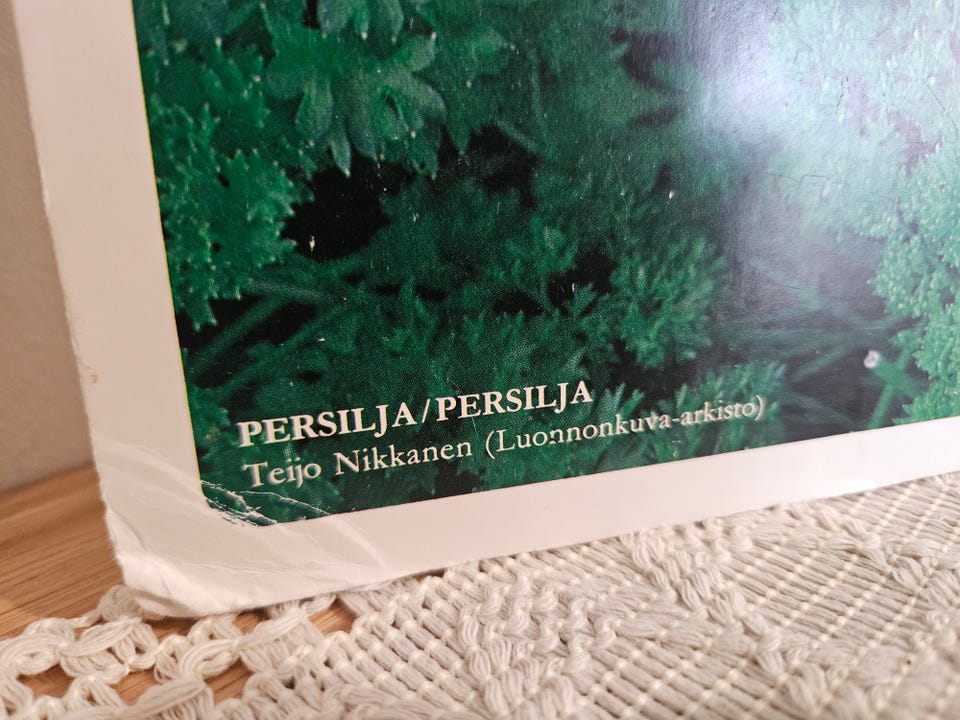 PERSILJA/PERSILJA
Teijo Nikkanen (Luonnonkuva-arkisto)